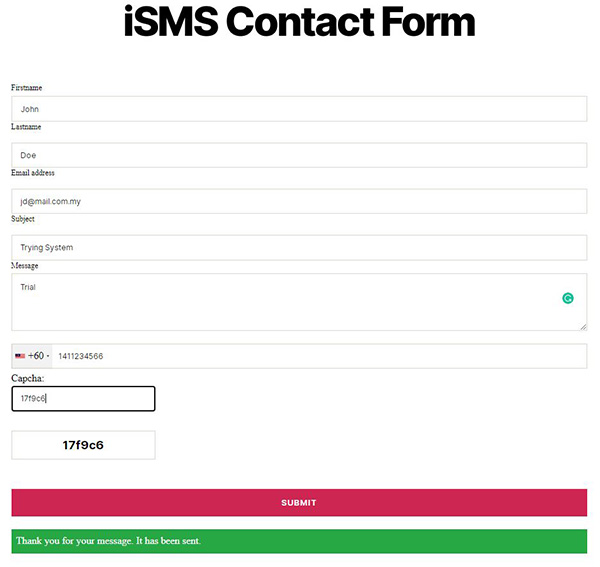 iSMS Contact Form
Firstname
John
Lastname
Doe
Email address
jd@mail.com.my
Subject
Trying System
Message
Trial
+60
1411234566
Capcha:
17f9c6
17f9c6
SUBMIT
Thank you for your message. It has been sent.